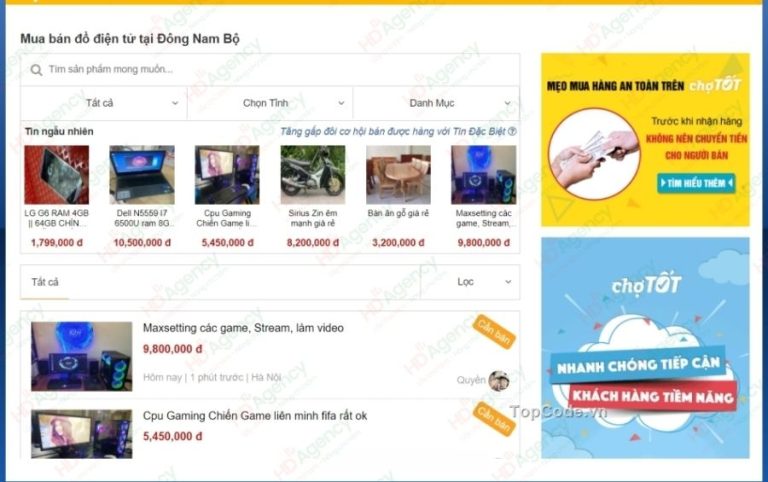 Mua bán đồ điện tử tại Đông Nam Bộ
Tìm sản phẩm mong muốn...
Tất cả
Chọn Tỉnh
Danh Mục
Tin ngẫu nhiên
Tăng gấp đôi cơ hội bán được hàng với Tin Đặc Biệt
LG G6 RAM 4GB
|| 64GB CHÍN...
1,799,000 đ
Dell N5559 I7
6500U ram 8G...
10,500,000 đ
Cpu Gaming
Chiến Game li...
5,450,000 đ
Sirius Zin êm
mạnh giá rẻ
8,200,000 đ
Bàn ăn gỗ giá rẻ
3,200,000 đ
Maxsetting các
game, Stream,...
9,800,000 đ
Tất cả
Lọc
Maxsetting các game, Stream, làm video
9,800,000 đ
Hôm nay | 1 phút trước | Hà Nội
Cần bán
Quyên
Cpu Gaming Chiến Game liên minh fifa rất ok
5,450,000 đ
Cần bán
MẸO MUA HÀNG AN TOÀN TRÊN chợTỐT
Trước khi nhận hàng
KHÔNG NÊN CHUYỂN TIỀN
CHO NGƯỜI BÁN
TÌM HIỂU THÊM
chợTỐT
NHANH CHÓNG TIẾP CẬN
KHÁCH HÀNG TIỀM NĂNG
TopCode.vn
HD Agency